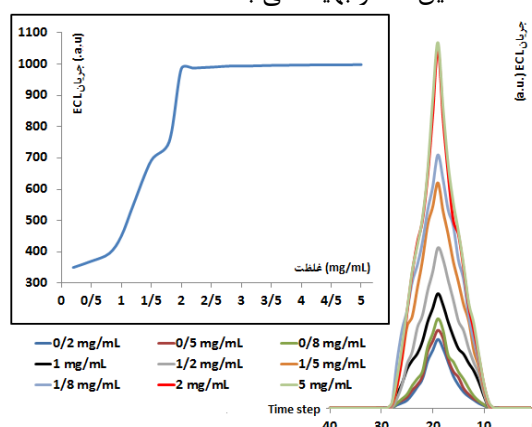 ECL جریان (.a.u)
1100
1000
900
800
700
600
500
400
300
0 0/5 1 1/5 2 2/5 3 3/5 4 4/5 5
غلظت (mg/mL)
ECL جریان (a.u.)
0/2 mg/mL 0/5 mg/mL 0/8 mg/mL
1 mg/mL 1/2 mg/mL 1/5 mg/mL
1/8 mg/mL 2 mg/mL 5 mg/mL
Time step
40 30 20 10